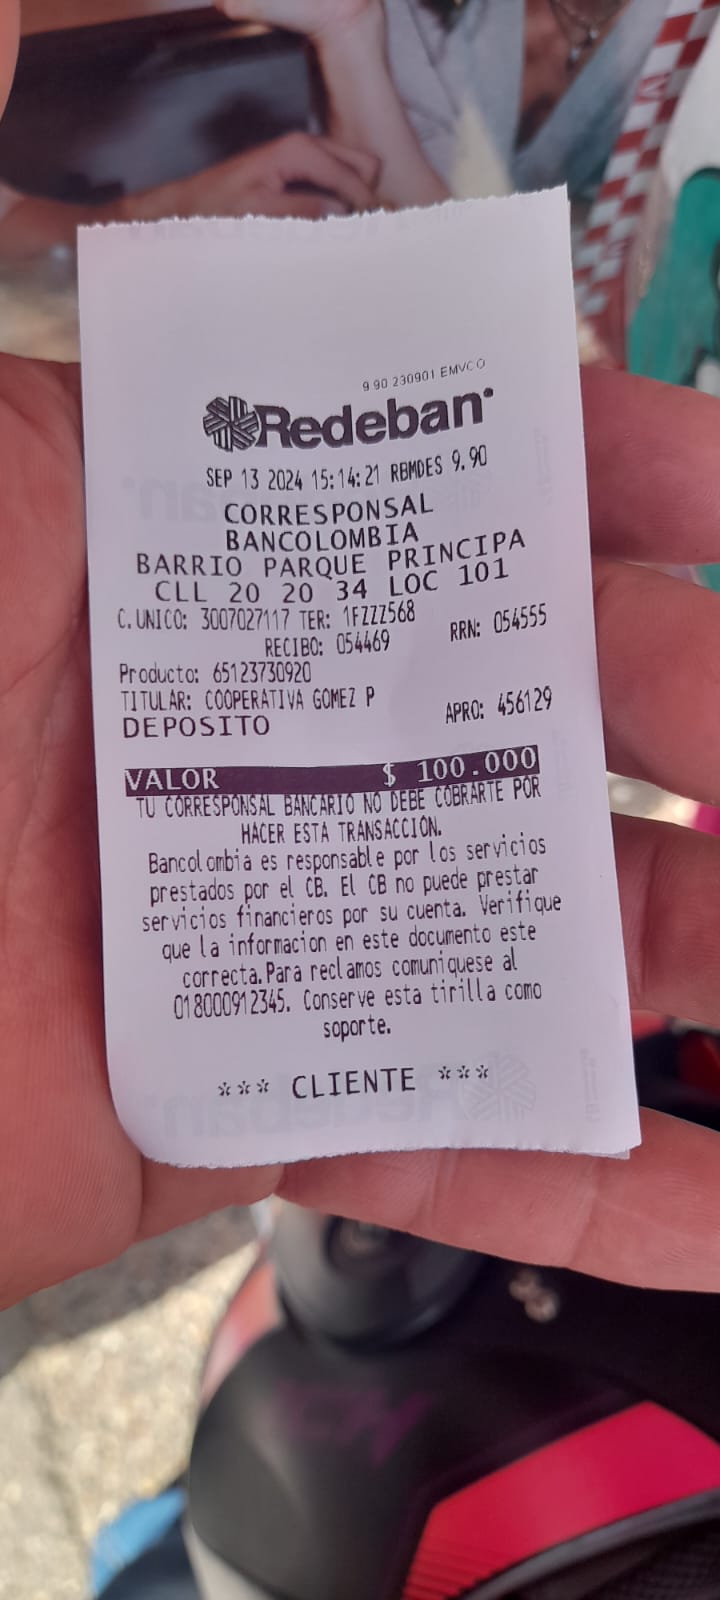 9.90 230901 EMVCO
Redeban
SEP 13 2024 15:14:21 RBMDES 9.90
CORRESPONSAL
BANCOLOMBIA
BARRIO PARQUE PRINCIPA
CLL 20 20 34 LOC 101
C.UNICO: 3007027117 TER: 1FZZZ568
RECIBO: 054469 RRN: 054555
Producto: 65123730920
TITULAR: COOPERATIVA GOMEZ P
DEPOSITO APRO: 456129
VALOR $ 100.000
TU CORRESPONSAL BANCARIO NO DEBE COBRARTE POR
HACER ESTA TRANSACCIÓN.
Bancolombia es responsable por los servicios
prestados por el CB. El CB no puede prestar
servicios financieros por su cuenta. Verifique
que la informacion en este documento este
correcta.Para reclamos comuniquese al
018000912345. Conserve esta tirilla como
soporte.
*** CLIENTE ***